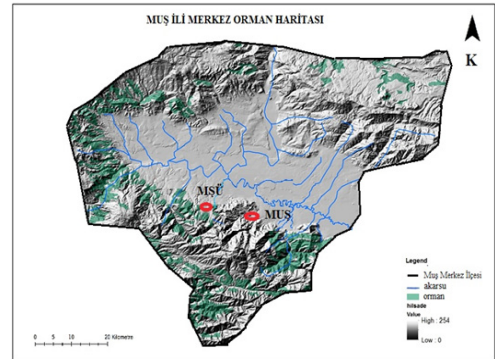 MUŞ İLİ MERKEZ ORMAN HARİTASI
K
MŞÜ
MUŞ
Legend
Muş Merkez İlçesi
akarsu
orman
hilsade
Value
High : 254
Low : 0
0 5 10 20 Kilometre